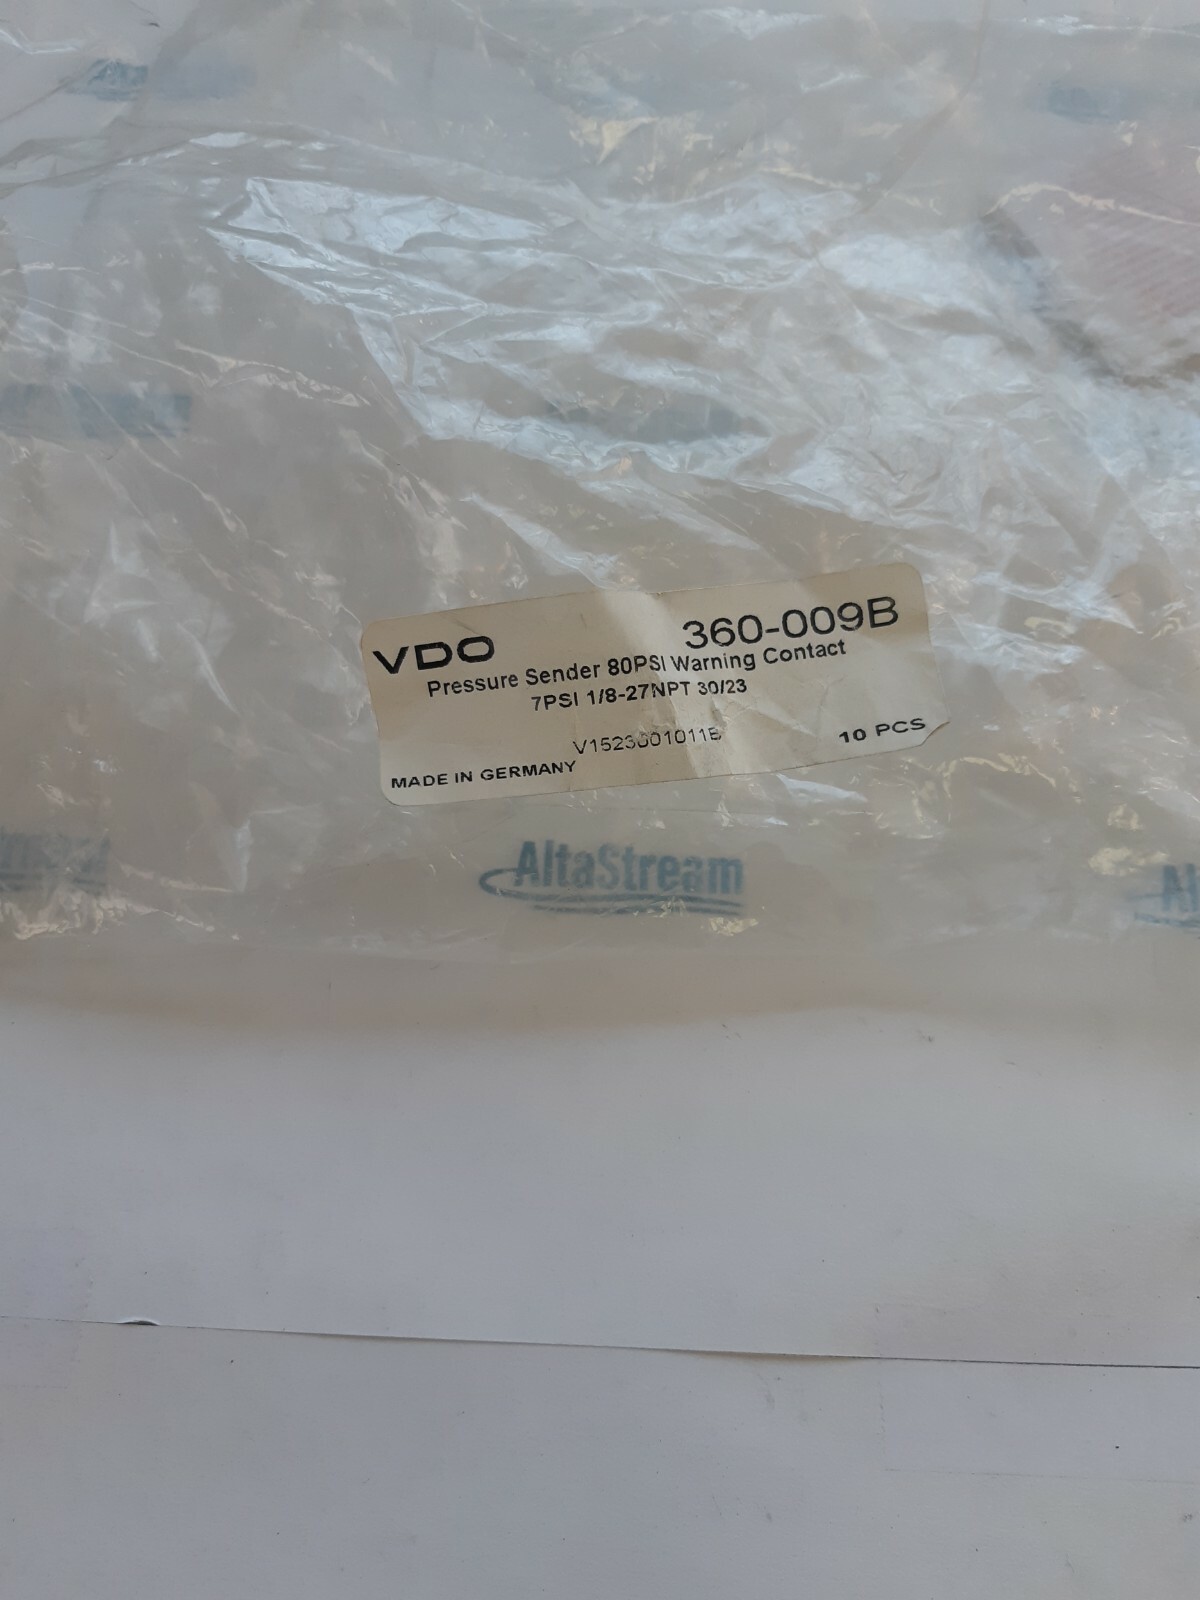 VDO 360-009B
Pressure Sender 80PSI Warning Contact
7PSI 1/8-27NPT 30/23
10 PCS
MADE IN GERMANY
AltaStream